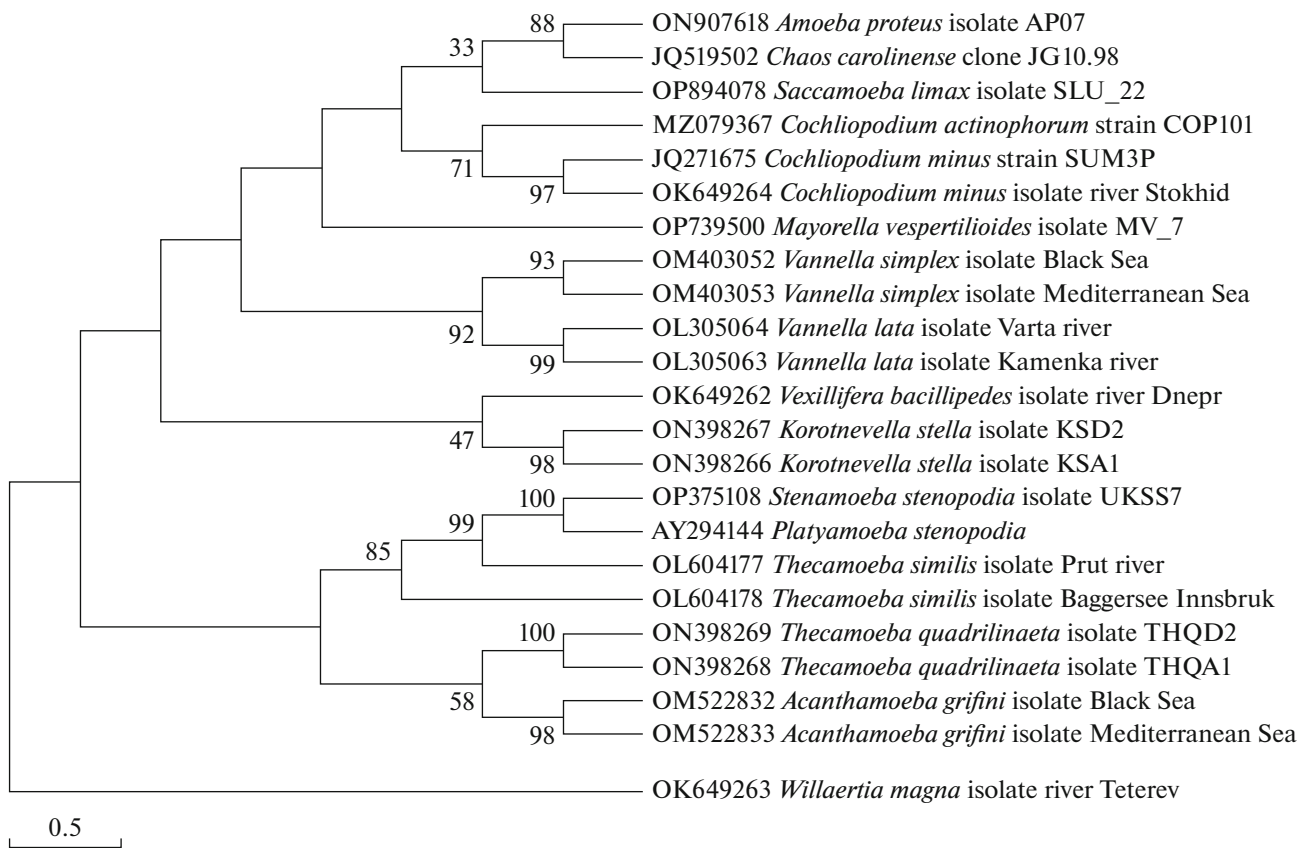 88
ON907618 Amoeba proteus isolate AP07
33
JQ519502 Chaos carolinense clone JG10.98
OP894078 Saccamoeba limax isolate SLU_22
MZ079367 Cochliopodium actinophorum strain COP101
71
JQ271675 Cochliopodium minus strain SUM3P
97
OK649264 Cochliopodium minus isolate river Stokhid
OP739500 Mayorella vespertilioides isolate MV_7
93
OM403052 Vannella simplex isolate Black Sea
OM403053 Vannella simplex isolate Mediterranean Sea
92
OL305064 Vannella lata isolate Varta river
99
OL305063 Vannella lata isolate Kamenka river
OK649262 Vexillifera bacillipedes isolate river Dnepr
47
ON398267 Korotnevella stella isolate KSD2
98
ON398266 Korotnevella stella isolate KSA1
100
OP375108 Stenamoeba stenopodia isolate UKSS7
99
AY294144 Platyamoeba stenopodia
85
OL604177 Thecamoeba similis isolate Prut river
OL604178 Thecamoeba similis isolate Baggersee Innsbruk
100
ON398269 Thecamoeba quadrilinaeta isolate THQD2
ON398268 Thecamoeba quadrilinaeta isolate THQA1
58
OM522832 Acanthamoeba grifini isolate Black Sea
98
OM522833 Acanthamoeba grifini isolate Mediterranean Sea
OK649263 Willaertia magna isolate river Teterev
0.5